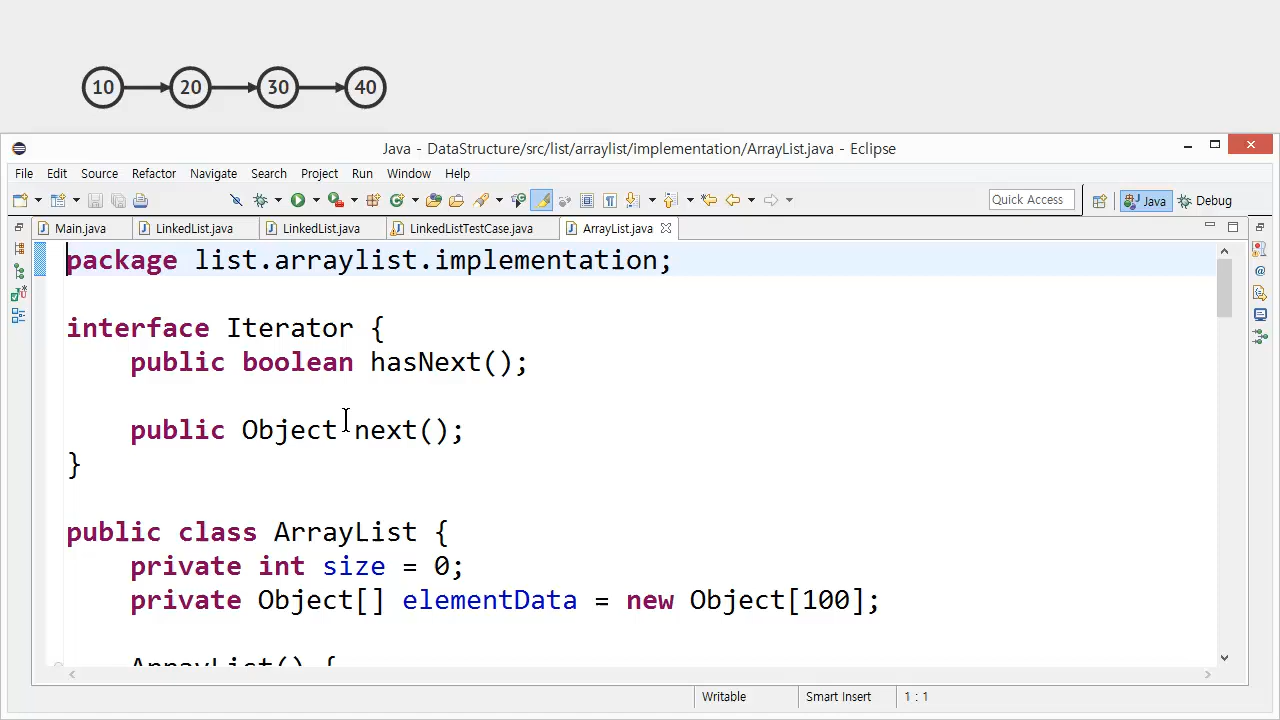 10 20 30 40
Java - DataStructure/src/list/arraylist/implementation/ArrayList.java - Eclipse
File Edit Source Refactor Navigate Search Project Run Window Help
Quick Access Java Debug
Main.java LinkedList.java LinkedList.java LinkedListTestCase.java ArrayList.java
package list.arraylist.implementation;
interface Iterator {
public boolean hasNext();
public Object next();
}
public class ArrayList {
private int size = 0;
private Object[] elementData = new Object[100];
ArrayList() {
Writable Smart Insert 1 : 1